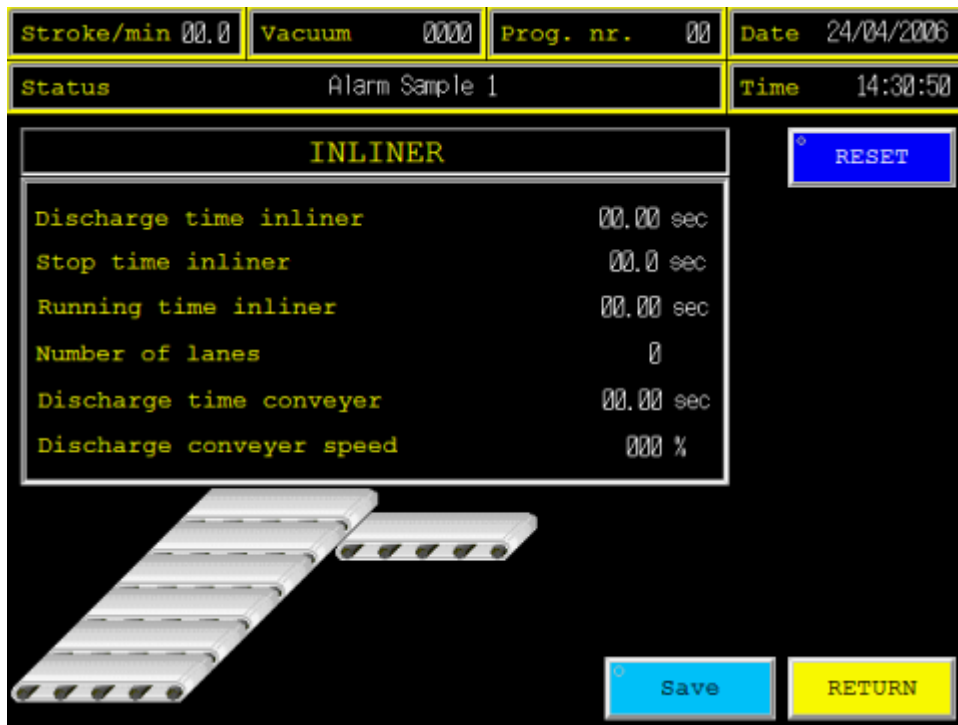 Stroke/min 00.0 Vacuum 0000 Prog. nr. 00 Date 24/04/2006
Status Alarm Sample 1 Time 14:30:50
INLINER
RESET
Discharge time inliner 00.00 sec
Stop time inliner 00.0 sec
Running time inliner 00.00 sec
Number of lanes 0
Discharge time conveyer 00.00 sec
Discharge conveyer speed 000 %
Save RETURN